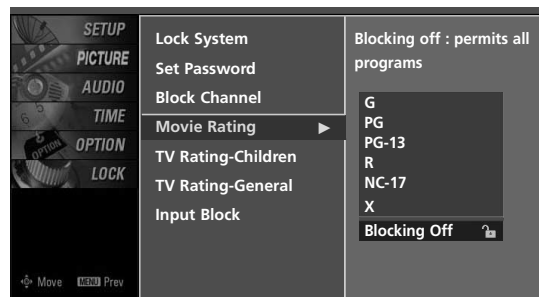 SETUP
PICTURE
AUDIO
TIME
OPTION
LOCK
Move MENU Prev
Lock System
Set Password
Block Channel
Movie Rating
TV Rating-Children
TV Rating-General
Input Block
Blocking off : permits all
programs
G
PG
PG-13
R
NC-17
X
Blocking Off